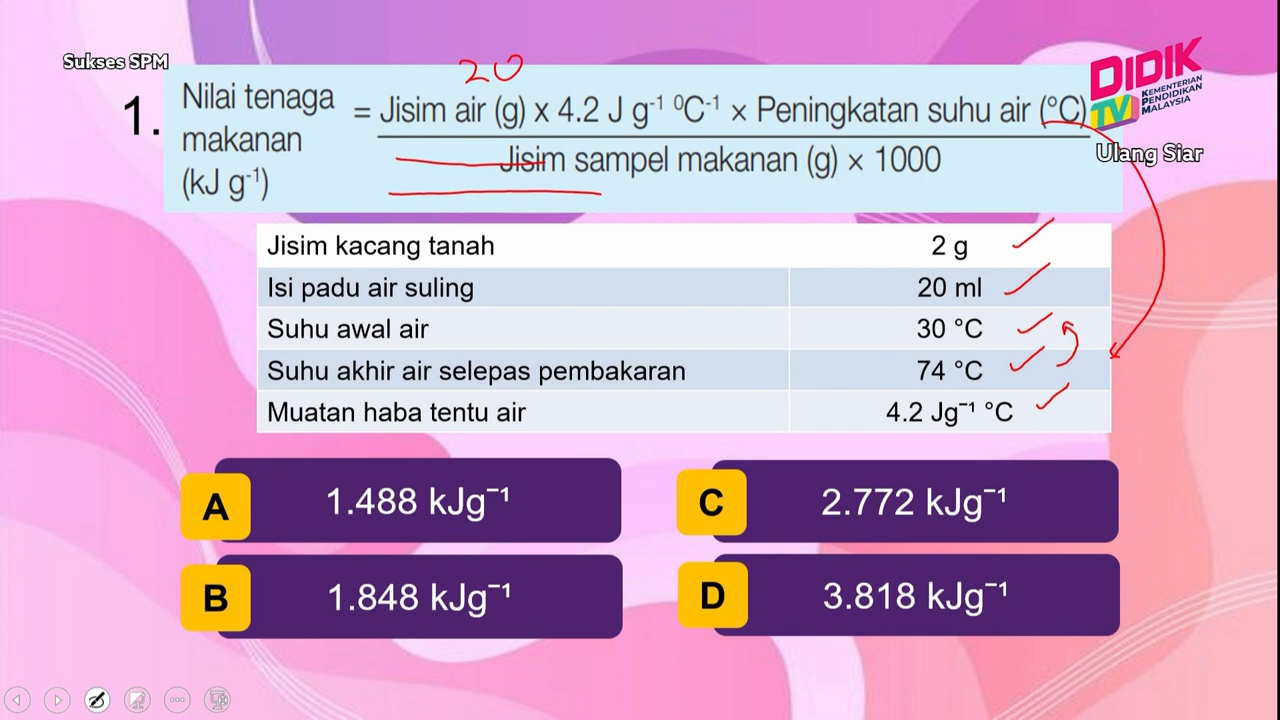 Sukses SPM
DIDIK
TV
KEMENTERIAN
PENDIDIKAN
MALAYSIA
Ulang Siar
20
1.
Nilai tenaga makanan (kJ g⁻¹) = Jisim air (g) x 4.2 J g⁻¹ ⁰C⁻¹ × Peningkatan suhu air (°C)
Jisim sampel makanan (g) × 1000
Jisim kacang tanah 2 g
Isi padu air suling 20 ml
Suhu awal air 30 °C
Suhu akhir air selepas pembakaran 74 °C
Muatan haba tentu air 4.2 Jg⁻¹ °C
A 1.488 kJg⁻¹
B 1.848 kJg⁻¹
C 2.772 kJg⁻¹
D 3.818 kJg⁻¹